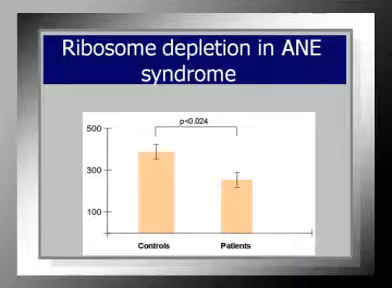 Ribosome depletion in ANE
syndrome
p<0.024
500
300
100
Controls
Patients